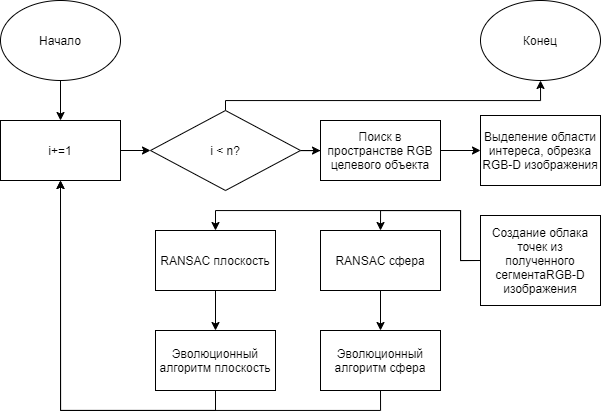 Начало
Конец
i+=1
i < n?
Поиск в
пространстве RGB
целевого объекта
Выделение области
интереса, обрезка
RGB-D изображения
RANSAC плоскость
RANSAC сфера
Создание облака
точек из
полученного
сегментаRGB-D
изображения
Эволюционный
алгоритм плоскость
Эволюционный
алгоритм сфера